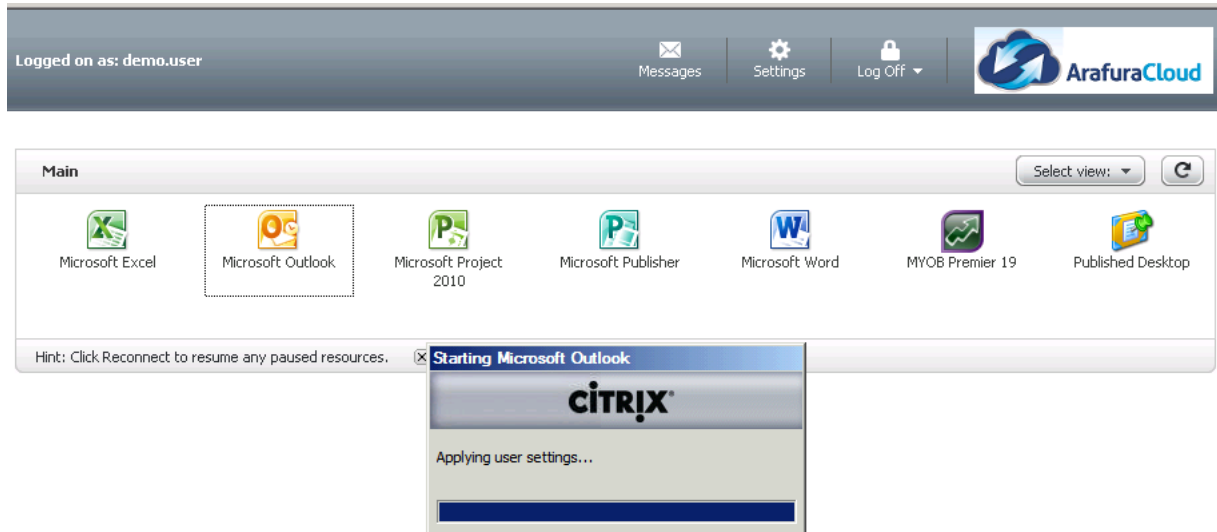 Logged on as: demo.user
Messages
Settings
Log Off
ArafuraCloud
Main
Select view:
Microsoft Excel
Microsoft Outlook
Microsoft Project
2010
Microsoft Publisher
Microsoft Word
MYOB Premier 19
Published Desktop
Hint: Click Reconnect to resume any paused resources.
Starting Microsoft Outlook
CITRIX
Applying user settings...